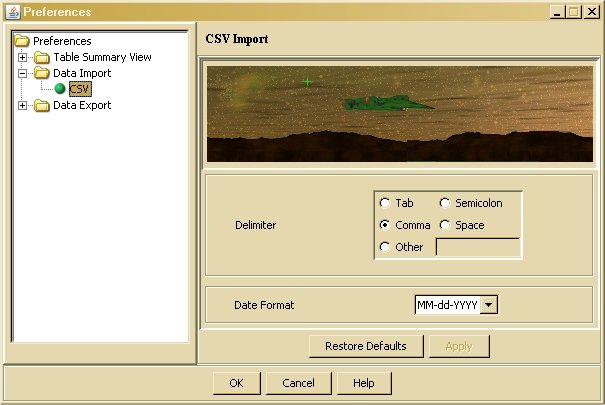 Preferences
Preferences
Table Summary View
Data Import
CSV
Data Export
CSV Import
Delimiter
Tab
Semicolon
Comma
Space
Other
Date Format
MM-dd-YYYY
Restore Defaults
Apply
OK
Cancel
Help